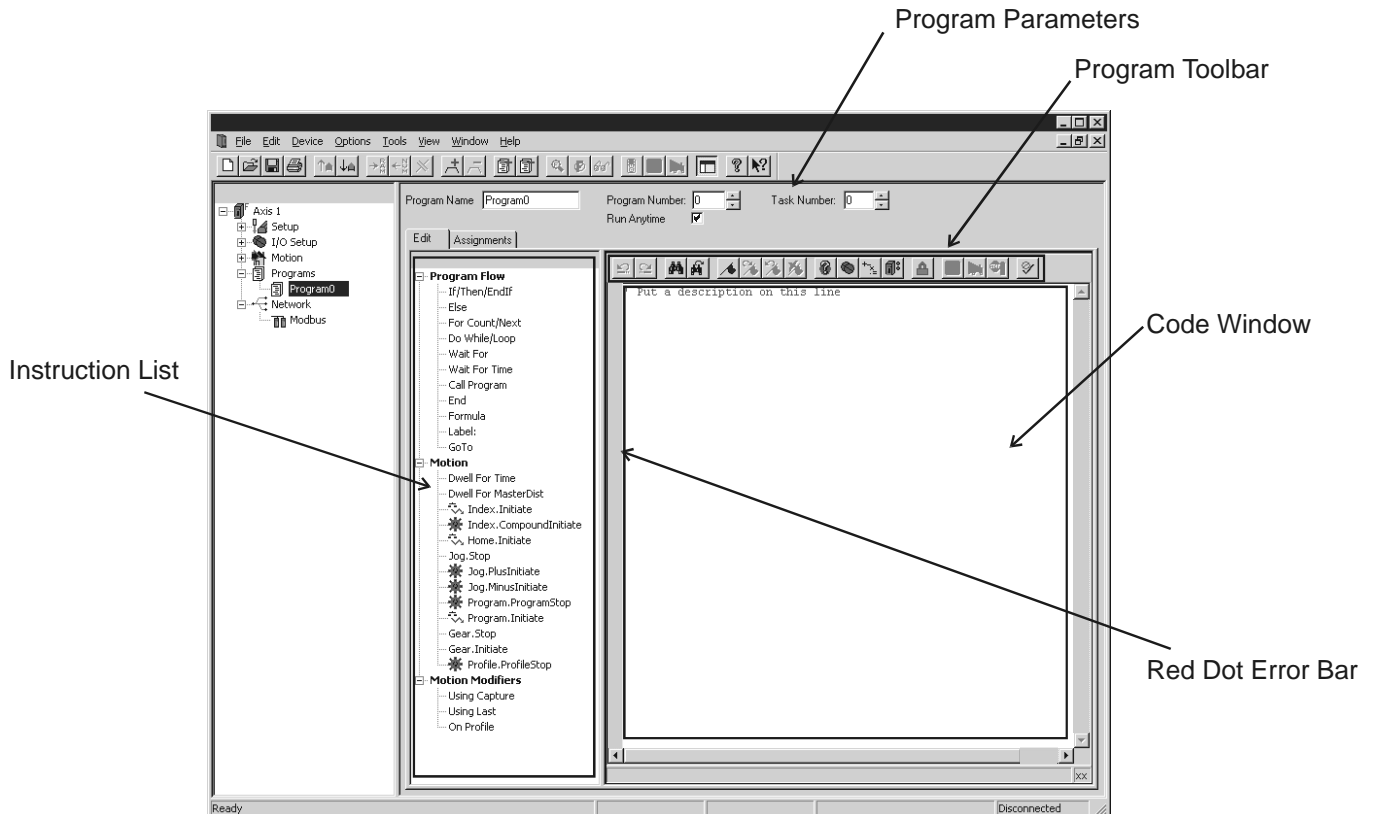 Program Parameters
Program Toolbar
File Edit Device Options Tools View Window Help
Program Name Program0 Program Number: 0 Task Number: 0
Run Anytime
Axis 1
Setup
I/O Setup
Motion
Programs
Program0
Network
Modbus
Edit Assignments
Program Flow
If/Then/EndIf
Else
For Count/Next
Do While/Loop
Wait For
Wait For Time
Call Program
End
Formula
Label:
GoTo
Motion
Dwell For Time
Dwell For MasterDist
Index.Initiate
Index.CompoundInitiate
Home.Initiate
Jog.Stop
Jog.PlusInitiate
Jog.MinusInitiate
Program.ProgramStop
Program.Initiate
Gear.Stop
Gear.Initiate
Profile.ProfileStop
Motion Modifiers
Using Capture
Using Last
On Profile
' Put a description on this line
Code Window
Instruction List
Red Dot Error Bar
xx
Ready Disconnected